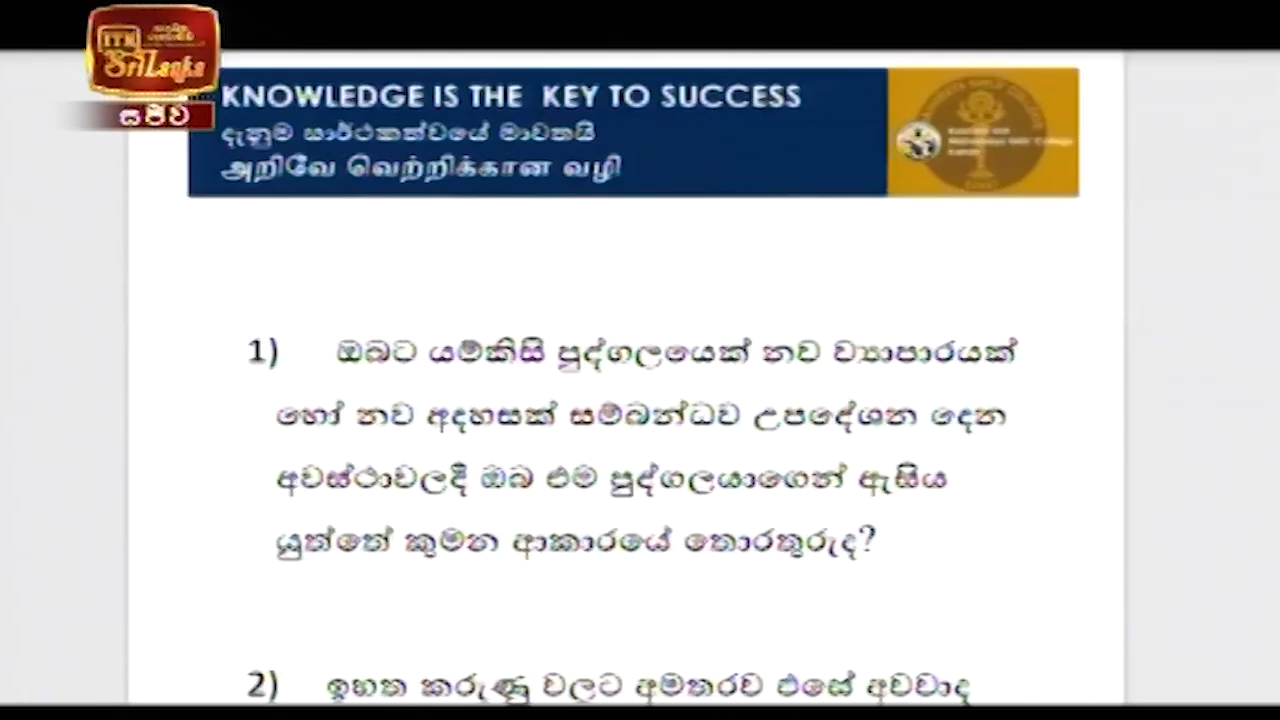 ITN
SriLanka
සජීවී
KNOWLEDGE IS THE KEY TO SUCCESS
දැනුම සාර්ථකත්වයේ මාවතයි
அறிவே வெற்றிக்கான வழி
1) ඔබට යම්කිසි පුද්ගලයෙක් නව ව්‍යාපාරයක්
හෝ නව අදහසක් සම්බන්ධව උපදේශන දෙන
අවස්ථාවලදී ඔබ එම පුද්ගලයාගෙන් ඇසිය
යුත්තේ කුමන ආකාරයේ තොරතුරුද?
2) ඉහත කරුණු වලට අමතරව එසේ අවවාද